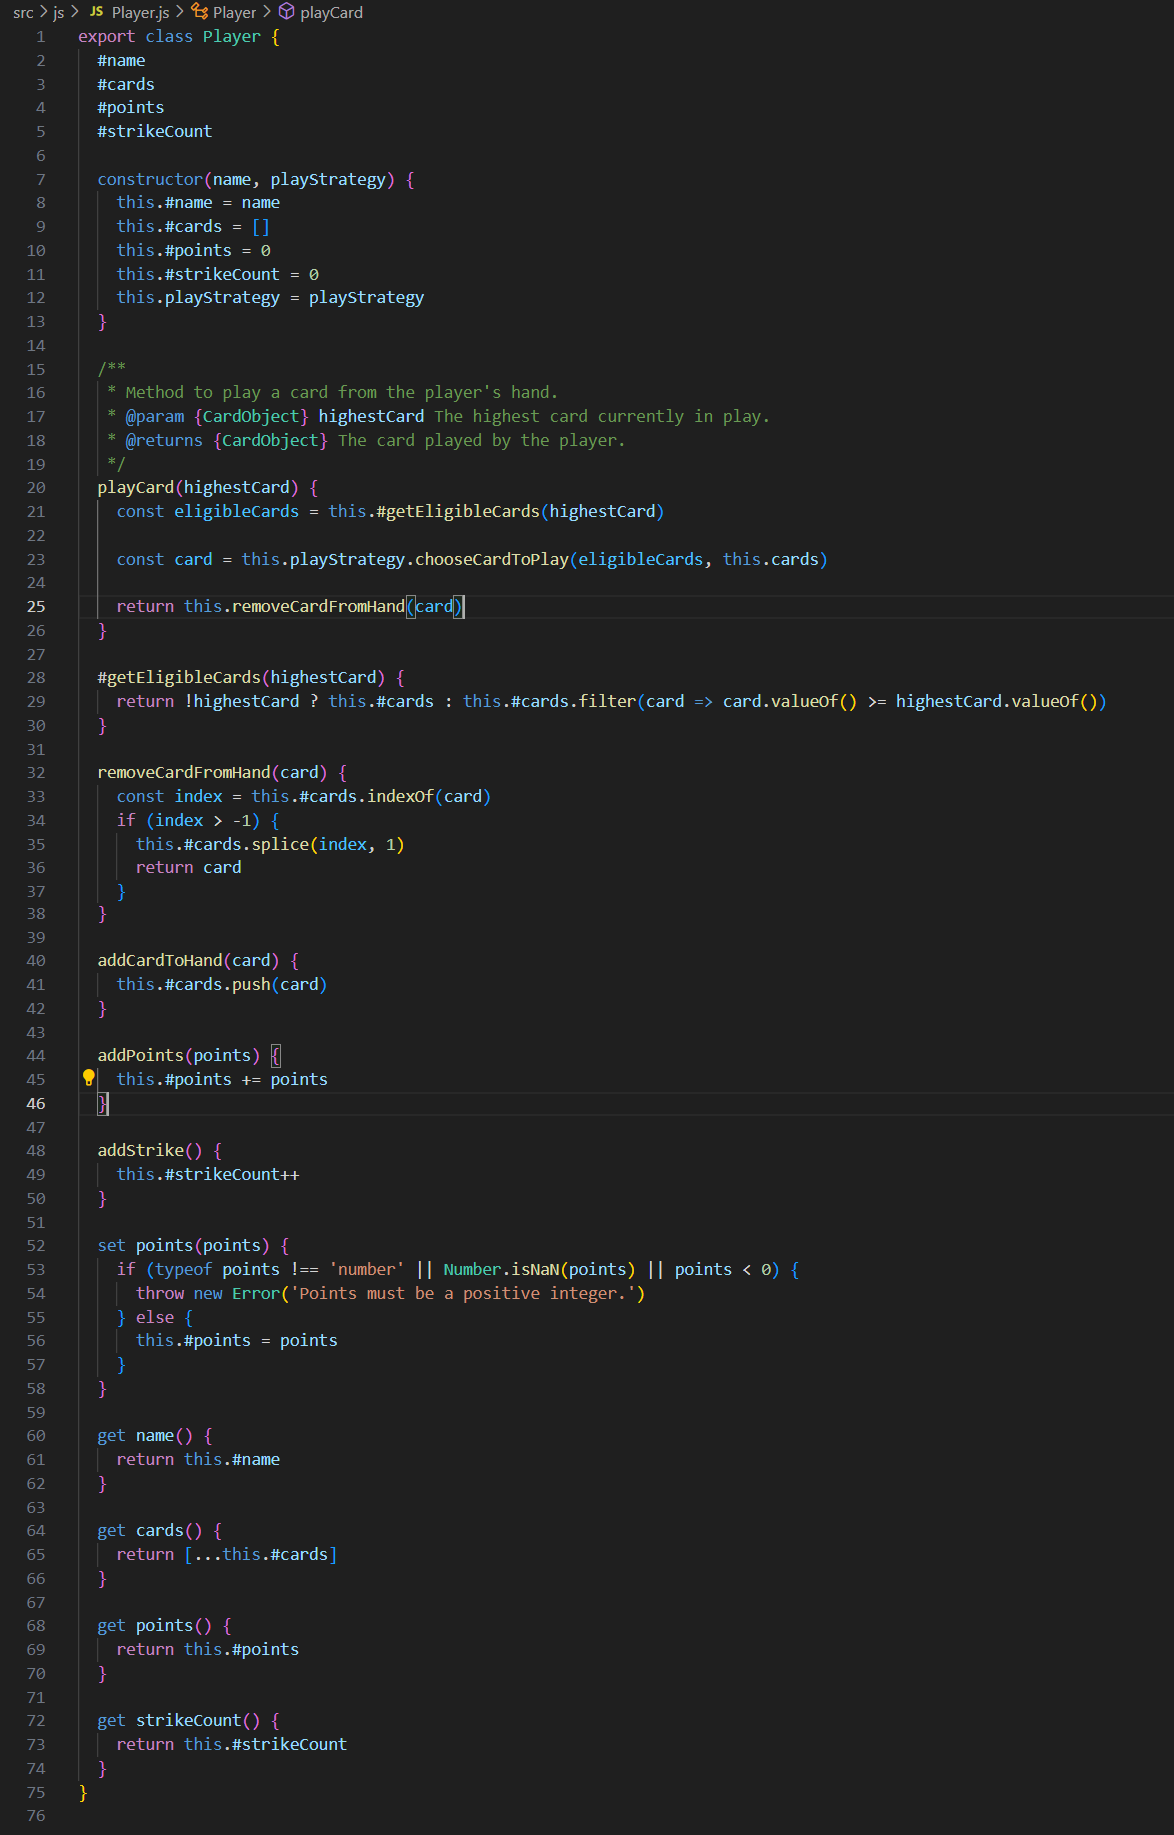 src > js > JS Player.js > Player > playCard
1 export class Player {
2   #name
3   #cards
4   #points
5   #strikeCount
6
7   constructor(name, playStrategy) {
8     this.#name = name
9     this.#cards = []
10     this.#points = 0
11     this.#strikeCount = 0
12     this.playStrategy = playStrategy
13   }
14
15   /**
16    * Method to play a card from the player's hand.
17    * @param {CardObject} highestCard The highest card currently in play.
18    * @returns {CardObject} The card played by the player.
19    */
20   playCard(highestCard) {
21     const eligibleCards = this.#getEligibleCards(highestCard)
22
23     const card = this.playStrategy.chooseCardToPlay(eligibleCards, this.cards)
24
25     return this.removeCardFromHand(card)
26   }
27
28   #getEligibleCards(highestCard) {
29     return !highestCard ? this.#cards : this.#cards.filter(card => card.valueOf() >= highestCard.valueOf())
30   }
31
32   removeCardFromHand(card) {
33     const index = this.#cards.indexOf(card)
34     if (index > -1) {
35       this.#cards.splice(index, 1)
36       return card
37     }
38   }
39
40   addCardToHand(card) {
41     this.#cards.push(card)
42   }
43
44   addPoints(points) {
45     this.#points += points
46   }
47
48   addStrike() {
49     this.#strikeCount++
50   }
51
52   set points(points) {
53     if (typeof points !== 'number' || Number.isNaN(points) || points < 0) {
54       throw new Error('Points must be a positive integer.')
55     } else {
56       this.#points = points
57     }
58   }
59
60   get name() {
61     return this.#name
62   }
63
64   get cards() {
65     return [...this.#cards]
66   }
67
68   get points() {
69     return this.#points
70   }
71
72   get strikeCount() {
73     return this.#strikeCount
74   }
75 }
76